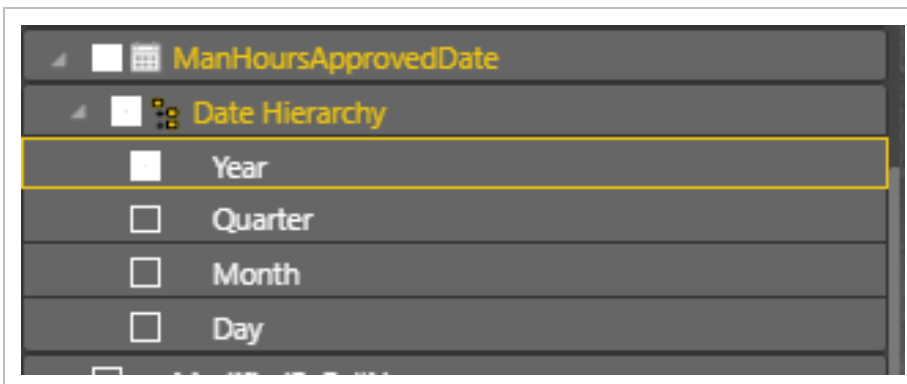 ManHoursApprovedDate
Date Hierarchy
Year
Quarter
Month
Day